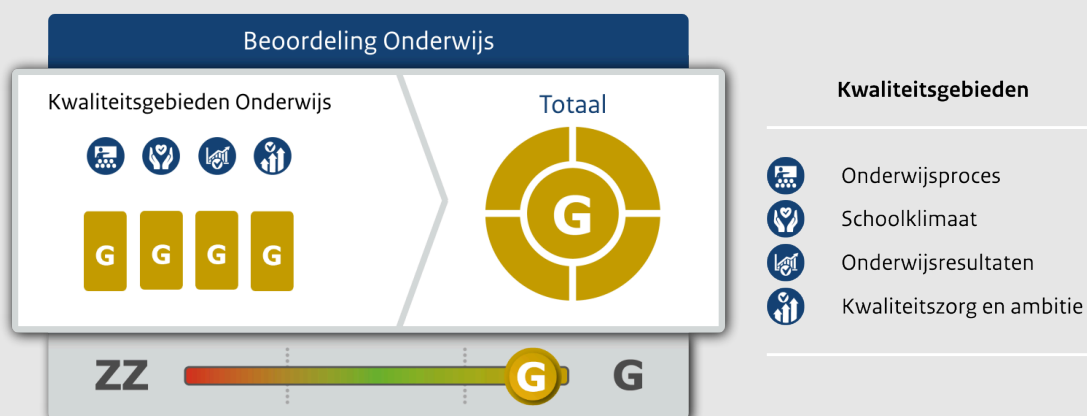 Beoordeling Onderwijs
Kwaliteitsgebieden Onderwijs
G G G G
Totaal
G
ZZ G G
Kwaliteitsgebieden
Onderwijsproces
Schoolklimaat
Onderwijsresultaten
Kwaliteitszorg en ambitie